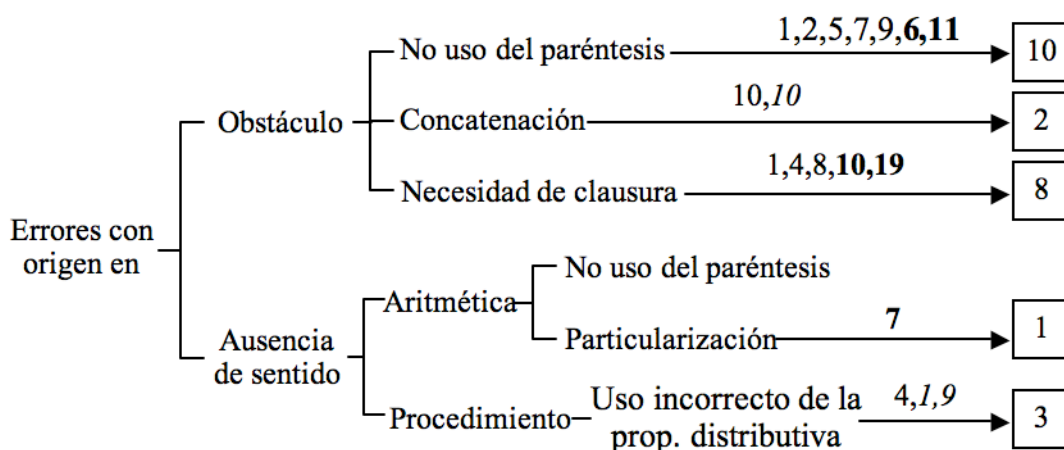 1,2,5,7,9,6,11
No uso del paréntesis
10
10,10
Obstáculo
Concatenación
2
1,4,8,10,19
Necesidad de clausura
8
Errores con
origen en
No uso del paréntesis
Aritmética
7
Particularización
1
Ausencia
de sentido
Procedimiento
Uso incorrecto de la
prop. distributiva
4,1,9
3